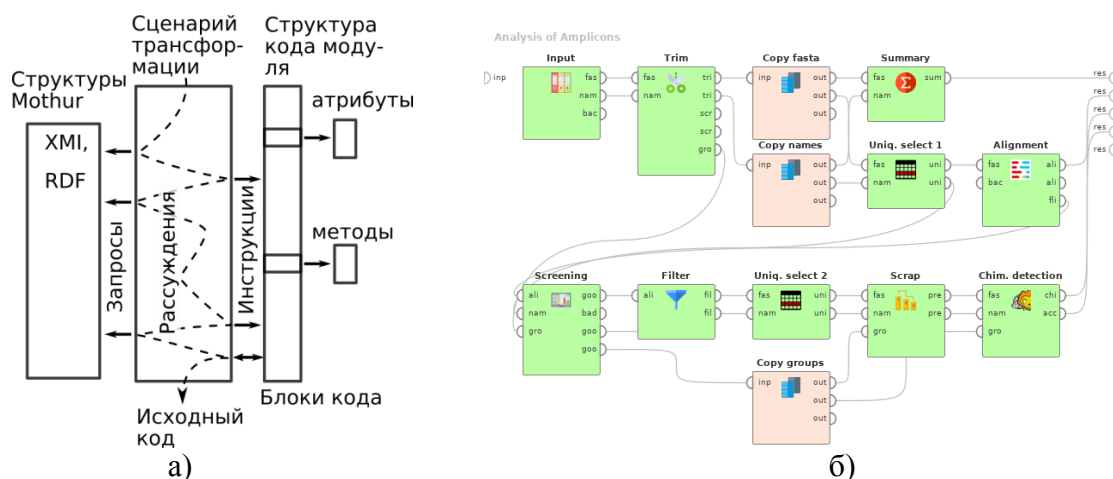 Сценарий
трансфор-
мации
Структура
кода моду-
ля
Структуры
Mothur
XMI,
RDF
Запросы
Рассуждения
Инструкции
атрибуты
методы
Блоки кода
Исходный
код
а)
Analysis of Amplicons
inp
Input
fas
nam
bac
Trim
fas
nam
tri
tri
scr
scr
gro
Copy fasta
inp
out
out
out
Summary
fas
nam
sum
res
res
res
res
Copy names
inp
out
out
out
Uniq. select 1
fas
nam
uni
uni
Alignment
fas
bac
ali
ali
fli
Screening
ali
nam
gro
goo
bad
goo
goo
Filter
ali
fil
fil
Uniq. select 2
fas
nam
uni
uni
Scrap
fas
nam
gro
pre
pre
Chim. detection
fas
nam
gro
chi
acc
Copy groups
inp
out
out
out
б)